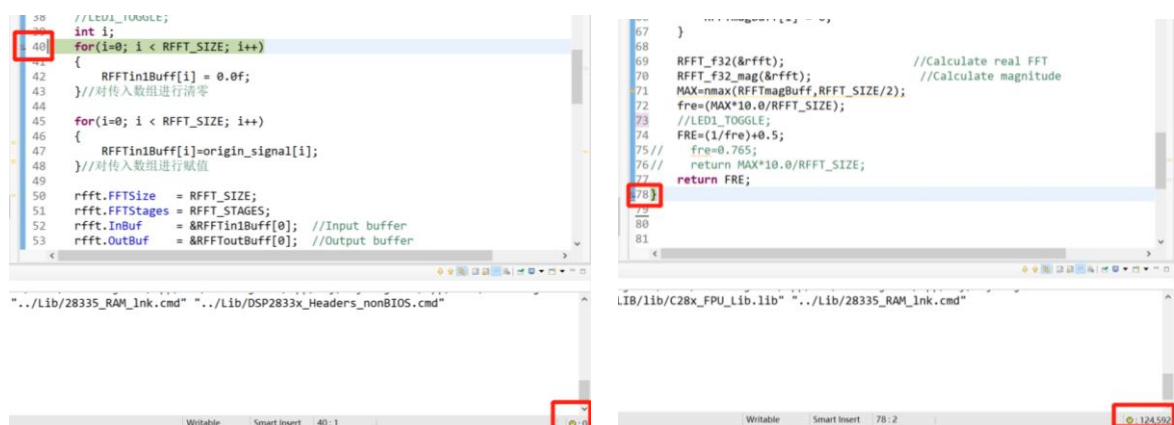 38 //LED1_TOGGLE;
39 int i;
40 for(i=0; i < RFFT_SIZE; i++)
41 {
42 RFFTin1Buff[i] = 0.0f;
43 }//对传入数组进行清零
44
45 for(i=0; i < RFFT_SIZE; i++)
46 {
47 RFFTin1Buff[i]=origin_signal[i];
48 }//对传入数组进行赋值
49
50 rfft.FFTSize = RFFT_SIZE;
51 rfft.FFTStages = RFFT_STAGES;
52 rfft.InBuf = &RFFTin1Buff[0]; //Input buffer
53 rfft.OutBuf = &RFFToutBuff[0]; //Output buffer
"../Lib/28335_RAM_lnk.cmd" "../Lib/DSP2833x_Headers_nonBIOS.cmd"
Writable Smart Insert 40 : 1 : 0
67 }
68
69 RFFT_f32(&rfft); //Calculate real FFT
70 RFFT_f32_mag(&rfft); //Calculate magnitude
71 MAX=nmax(RFFTmagBuff,RFFT_SIZE/2);
72 fre=(MAX*10.0/RFFT_SIZE);
73 //LED1_TOGGLE;
74 FRE=(1/fre)+0.5;
75 // fre=0.765;
76 // return MAX*10.0/RFFT_SIZE;
77 return FRE;
78 }
79
80
81
IB/lib/C28x_FPU_Lib.lib" "../Lib/28335_RAM_lnk.cmd"
Writable Smart Insert 78 : 2 : 124,592